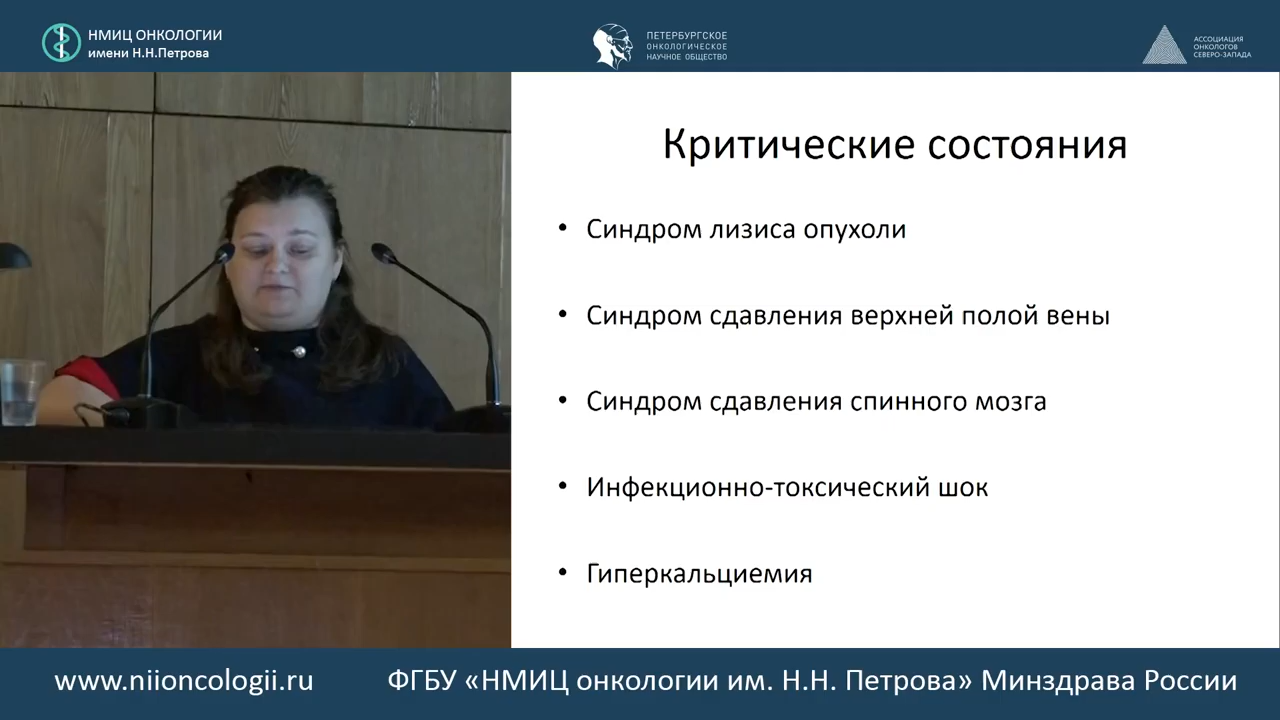 НМИЦ ОНКОЛОГИИ
имени Н.Н.Петрова
ПЕТЕРБУРГСКОЕ
ОНКОЛОГИЧЕСКОЕ
НАУЧНОЕ ОБЩЕСТВО
АССОЦИАЦИЯ
ОНКОЛОГОВ
СЕВЕРО-ЗАПАДА
Критические состояния
• Синдром лизиса опухоли
• Синдром сдавления верхней полой вены
• Синдром сдавления спинного мозга
• Инфекционно-токсический шок
• Гиперкальциемия
www.niioncologii.ru
ФГБУ «НМИЦ онкологии им. Н.Н. Петрова» Минздрава России